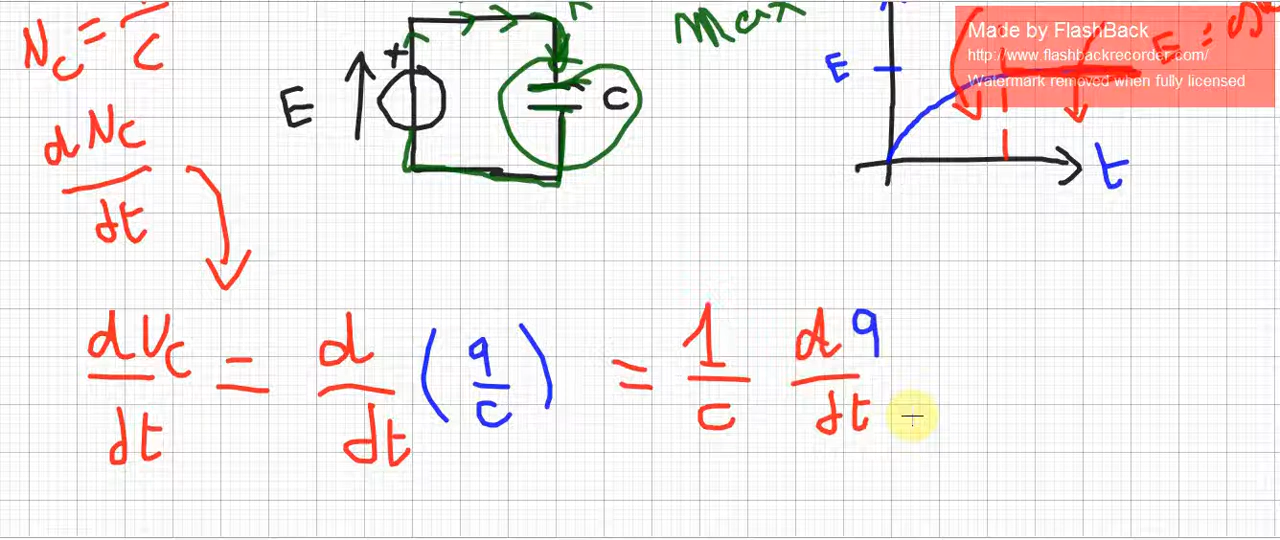 Made by FlashBack
http://www.flashbackrecorder.com/
Watermark removed when fully licensed
max
E
t
+
E
C
dVc
dt
dVc
dt
= d
dt
( q
c ) = 1
c
dq
dt